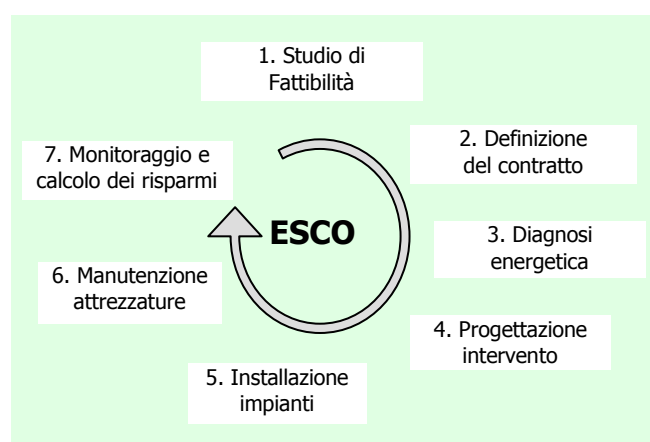 1. Studio di
Fattibilità
2. Definizione
del contratto
3. Diagnosi
energetica
4. Progettazione
intervento
5. Installazione
impianti
6. Manutenzione
attrezzature
7. Monitoraggio e
calcolo dei risparmi
ESCO